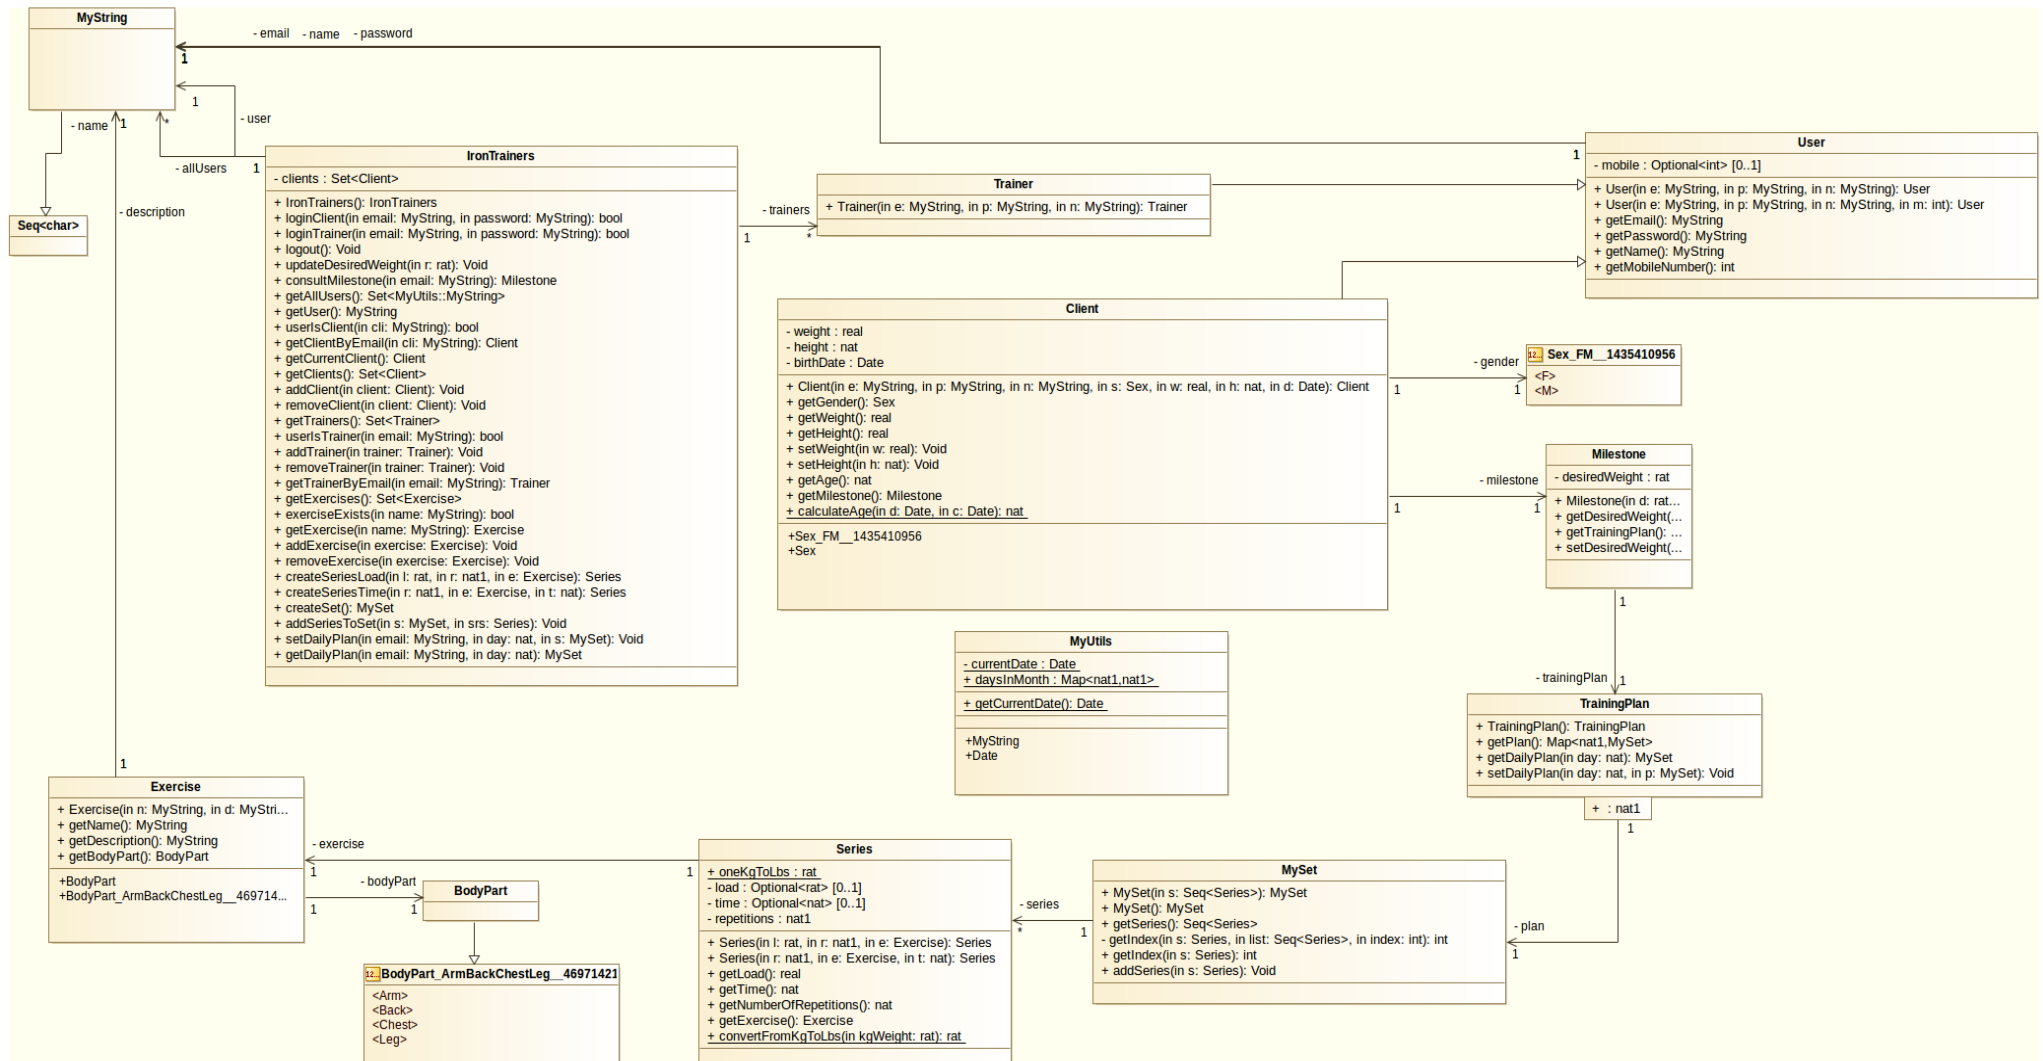 MyString
- email - name - password
1
1
- user
- name
1
*
- allUsers
1
- description
Seq<char>
IronTrainers
- clients : Set<Client>
+ IronTrainers(): IronTrainers
+ loginClient(in email: MyString, in password: MyString): bool
+ loginTrainer(in email: MyString, in password: MyString): bool
+ logout(): Void
+ updateDesiredWeight(in r: rat): Void
+ consultMilestone(in email: MyString): Milestone
+ getAllUsers(): Set<MyUtils::MyString>
+ getUser(): MyString
+ userIsClient(in cli: MyString): bool
+ getClientByEmail(in cli: MyString): Client
+ getCurrentClient(): Client
+ getClients(): Set<Client>
+ addClient(in client: Client): Void
+ removeClient(in client: Client): Void
+ getTrainers(): Set<Trainer>
+ userIsTrainer(in email: MyString): bool
+ addTrainer(in trainer: Trainer): Void
+ removeTrainer(in trainer: Trainer): Void
+ getTrainerByEmail(in email: MyString): Trainer
+ getExercises(): Set<Exercise>
+ exerciseExists(in name: MyString): bool
+ getExercise(in name: MyString): Exercise
+ addExercise(in exercise: Exercise): Void
+ removeExercise(in exercise: Exercise): Void
+ createSeriesLoad(in l: rat, in r: nat1, in e: Exercise): Series
+ createSeriesTime(in r: nat1, in e: Exercise, in t: nat): Series
+ createSet(): MySet
+ addSeriesToSet(in s: MySet, in srs: Series): Void
+ setDailyPlan(in email: MyString, in day: nat, in s: MySet): Void
+ getDailyPlan(in email: MyString, in day: nat): MySet
- trainers
1
*
Trainer
+ Trainer(in e: MyString, in p: MyString, in n: MyString): Trainer
1
User
- mobile : Optional<int> [0..1]
+ User(in e: MyString, in p: MyString, in n: MyString): User
+ User(in e: MyString, in p: MyString, in n: MyString, in m: int): User
+ getEmail(): MyString
+ getPassword(): MyString
+ getName(): MyString
+ getMobileNumber(): int
Client
- weight : real
- height : nat
- birthDate : Date
+ Client(in e: MyString, in p: MyString, in n: MyString, in s: Sex, in w: real, in h: nat, in d: Date): Client
+ getGender(): Sex
+ getWeight(): real
+ getHeight(): real
+ setWeight(in w: real): Void
+ setHeight(in h: nat): Void
+ getAge(): nat
+ getMilestone(): Milestone
+ calculateAge(in d: Date, in c: Date): nat
+Sex_FM__1435410956
+Sex
- gender
1
1
12... Sex_FM__1435410956
<F>
<M>
- milestone
1
1
Milestone
- desiredWeight : rat
+ Milestone(in d: rat...
+ getDesiredWeight(...
+ getTrainingPlan(): ...
+ setDesiredWeight(...
1
- trainingPlan
1
MyUtils
- currentDate : Date
+ daysInMonth : Map<nat1,nat1>
+ getCurrentDate(): Date
+MyString
+Date
TrainingPlan
+ TrainingPlan(): TrainingPlan
+ getPlan(): Map<nat1,MySet>
+ getDailyPlan(in day: nat): MySet
+ setDailyPlan(in day: nat, in p: MySet): Void
+ : nat1
1
- plan
1
1
Exercise
+ Exercise(in n: MyString, in d: MyStri...
+ getName(): MyString
+ getDescription(): MyString
+ getBodyPart(): BodyPart
+BodyPart
+BodyPart_ArmBackChestLeg__469714...
- exercise
1
1
- bodyPart
1
1
BodyPart
12... BodyPart_ArmBackChestLeg__46971421
<Arm>
<Back>
<Chest>
<Leg>
Series
+ oneKgToLbs : rat
- load : Optional<rat> [0..1]
- time : Optional<nat> [0..1]
- repetitions : nat1
+ Series(in l: rat, in r: nat1, in e: Exercise): Series
+ Series(in r: nat1, in e: Exercise, in t: nat): Series
+ getLoad(): real
+ getTime(): nat
+ getNumberOfRepetitions(): nat
+ getExercise(): Exercise
+ convertFromKgToLbs(in kgWeight: rat): rat
- series
*
1
MySet
+ MySet(in s: Seq<Series>): MySet
+ MySet(): MySet
+ getSeries(): Seq<Series>
- getIndex(in s: Series, in list: Seq<Series>, in index: int): int
+ getIndex(in s: Series): int
+ addSeries(in s: Series): Void